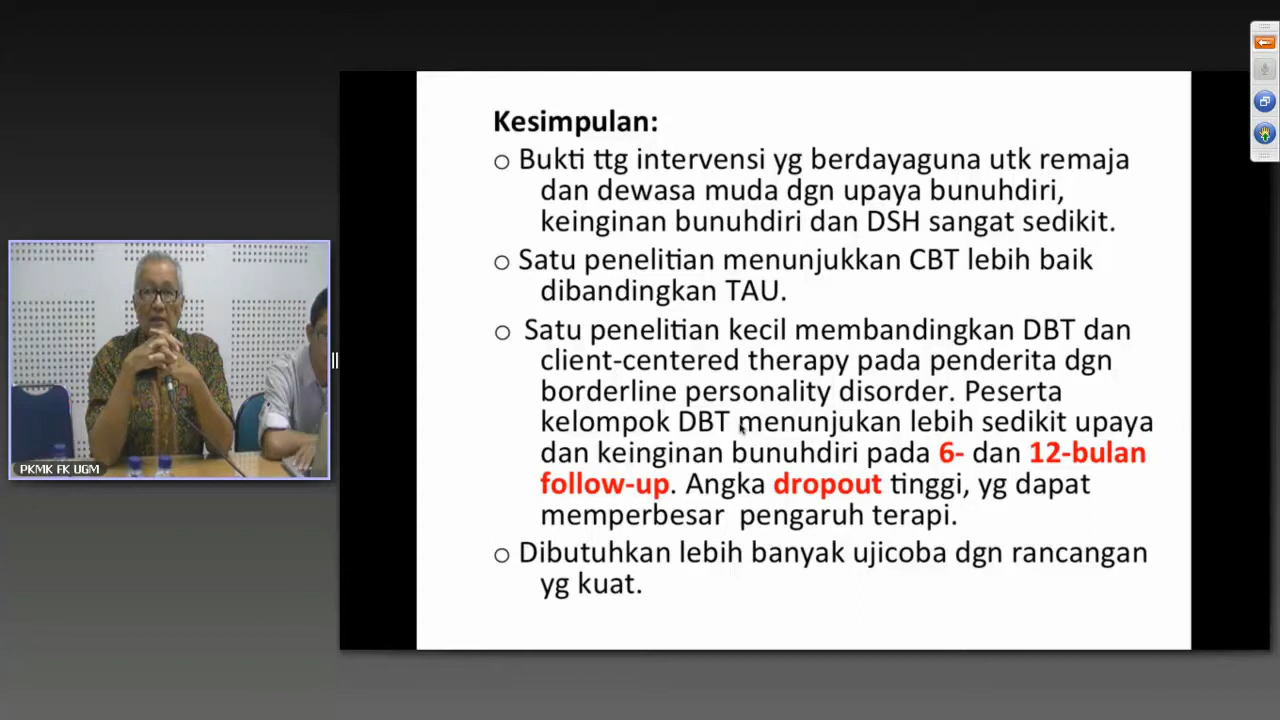 Kesimpulan:
o Bukti ttg intervensi yg berdayaguna utk remaja
dan dewasa muda dgn upaya bunuhdiri,
keinginan bunuhdiri dan DSH sangat sedikit.
o Satu penelitian menunjukkan CBT lebih baik
dibandingkan TAU.
o Satu penelitian kecil membandingkan DBT dan
client-centered therapy pada penderita dgn
borderline personality disorder. Peserta
kelompok DBT menunjukan lebih sedikit upaya
dan keinginan bunuhdiri pada 6- dan 12-bulan
follow-up. Angka dropout tinggi, yg dapat
memperbesar pengaruh terapi.
o Dibutuhkan lebih banyak ujicoba dgn rancangan
yg kuat.
PKMK FK UGM